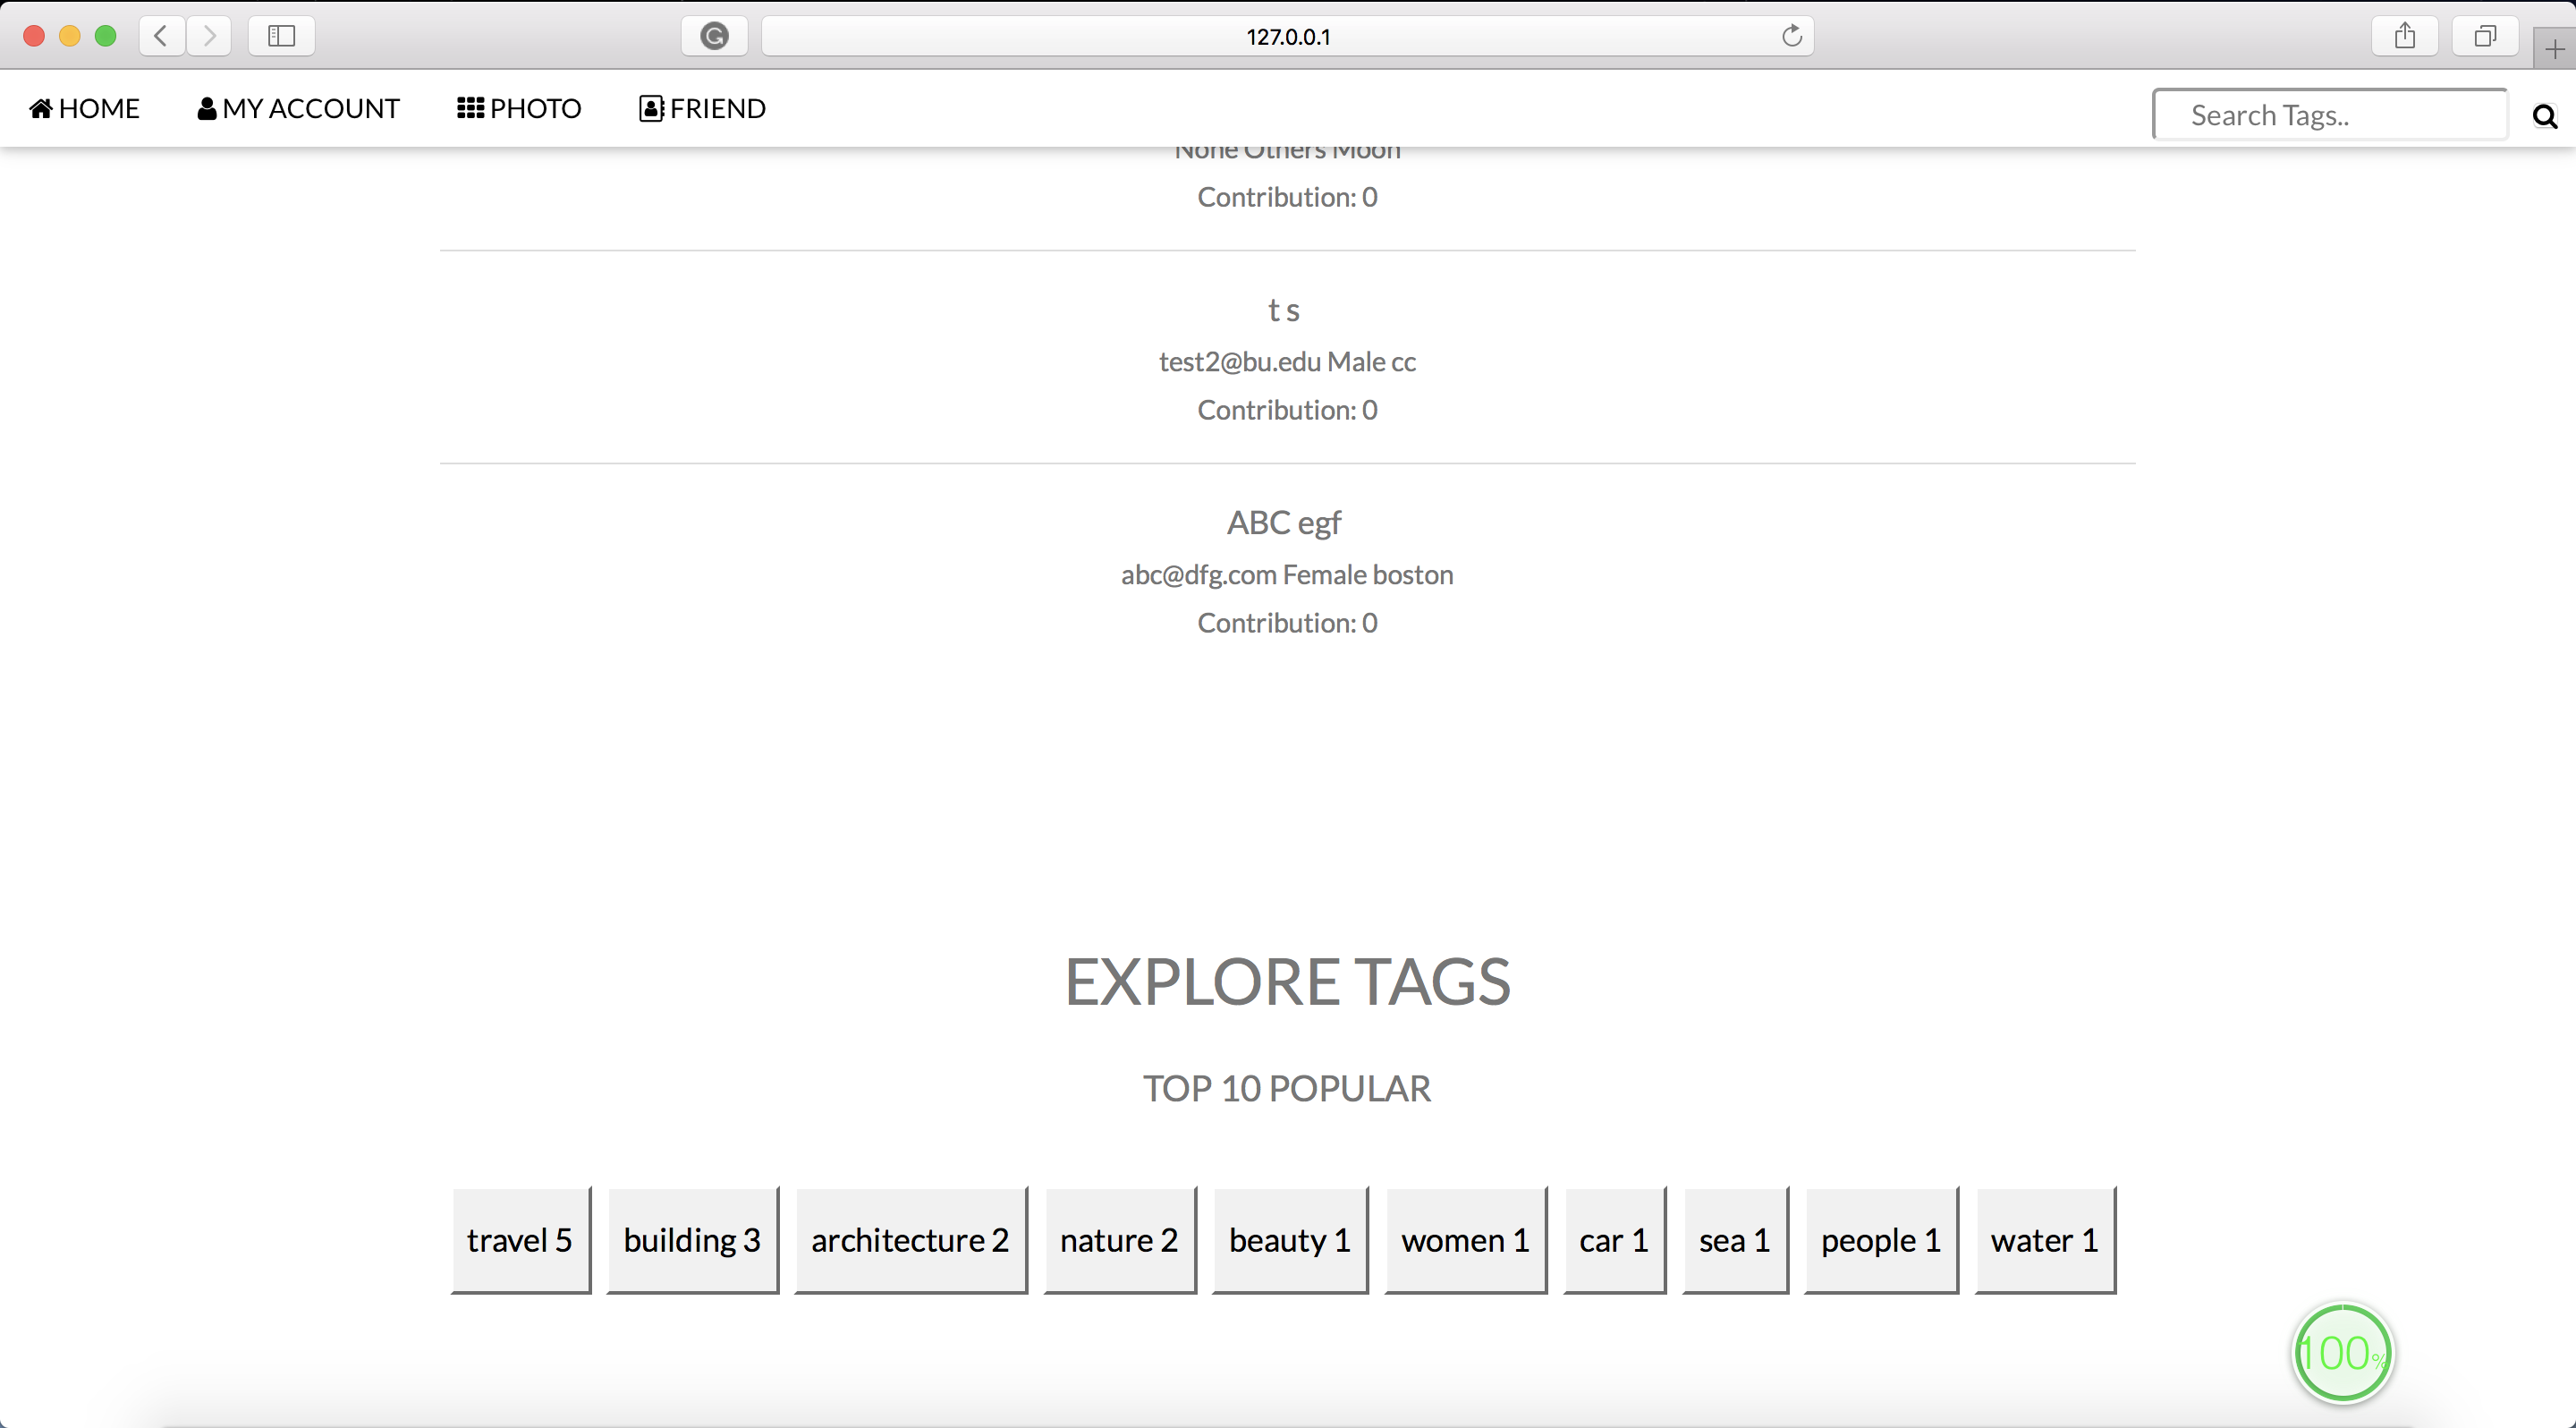 127.0.0.1
HOME MY ACCOUNT PHOTO FRIEND Search Tags..
None Others Moon
Contribution: 0
t s
test2@bu.edu Male cc
Contribution: 0
ABC egf
abc@dfg.com Female boston
Contribution: 0
EXPLORE TAGS
TOP 10 POPULAR
travel 5 building 3 architecture 2 nature 2 beauty 1 women 1 car 1 sea 1 people 1 water 1
100%